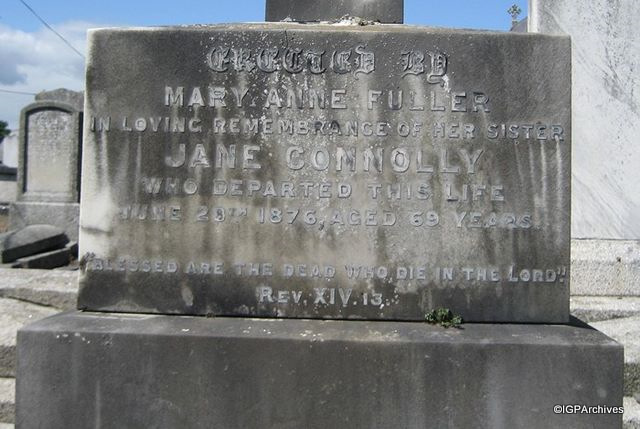 ERECTED BY
MARY ANNE FULLER
IN LOVING REMEMBRANCE OF HER SISTER
JANE CONNOLLY
WHO DEPARTED THIS LIFE
JUNE 29TH 1876, AGED 69 YEARS.
"BLESSED ARE THE DEAD WHO DIE IN THE LORD".
REV. XIV. 13.
©IGPArchives